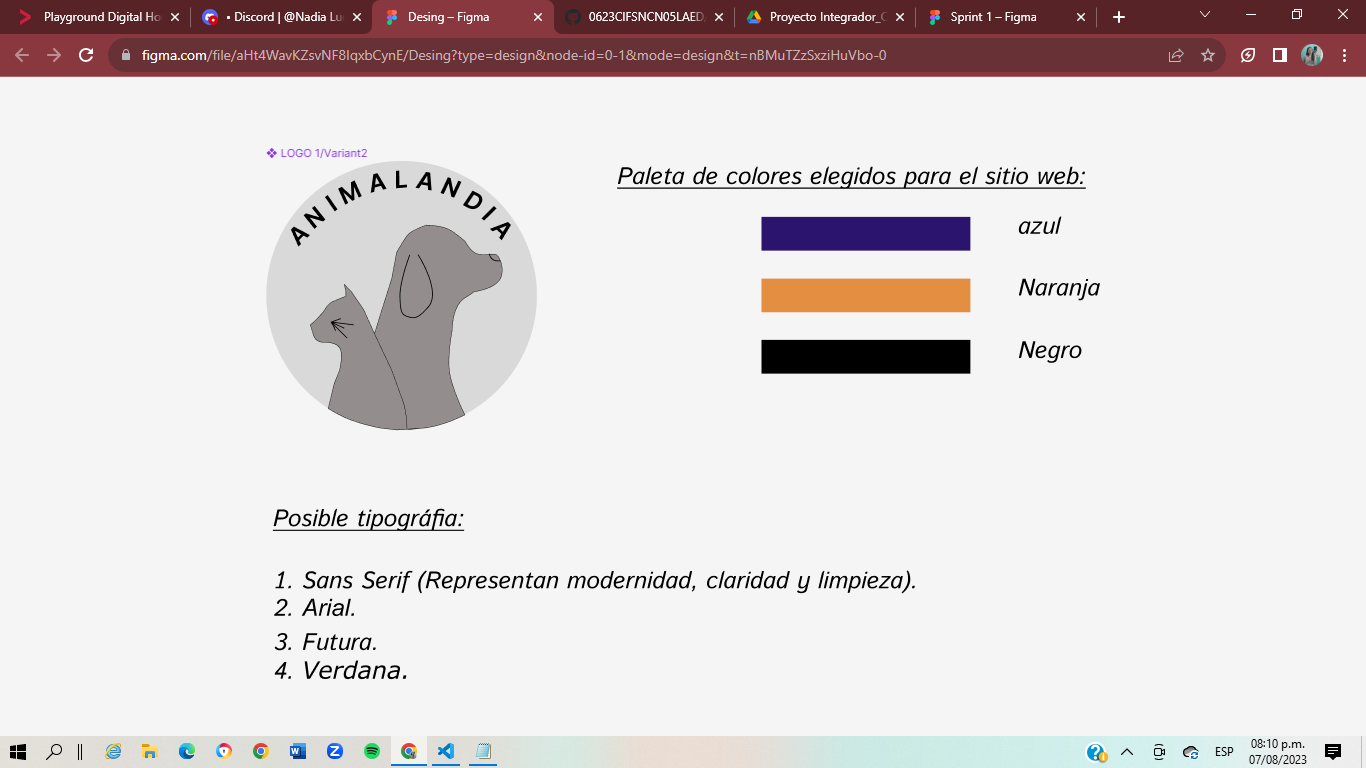 Playground Digital Ho
• Discord | @Nadia Lu
Desing – Figma
0623CIFSNCN05LAED
Proyecto Integrador_
Sprint 1 – Figma
figma.com/file/aHt4WavKZsvNF8IqxbCynE/Desing?type=design&node-id=0-1&mode=design&t=nBMuTZzSxziHuVbo-0
LOGO 1/Variant2
ANIMALANDIA
Paleta de colores elegidos para el sitio web:
azul
Naranja
Negro
Posible tipográfia:
1. Sans Serif (Representan modernidad, claridad y limpieza).
2. Arial.
3. Futura.
4. Verdana.
ESP
08:10 p.m.
07/08/2023